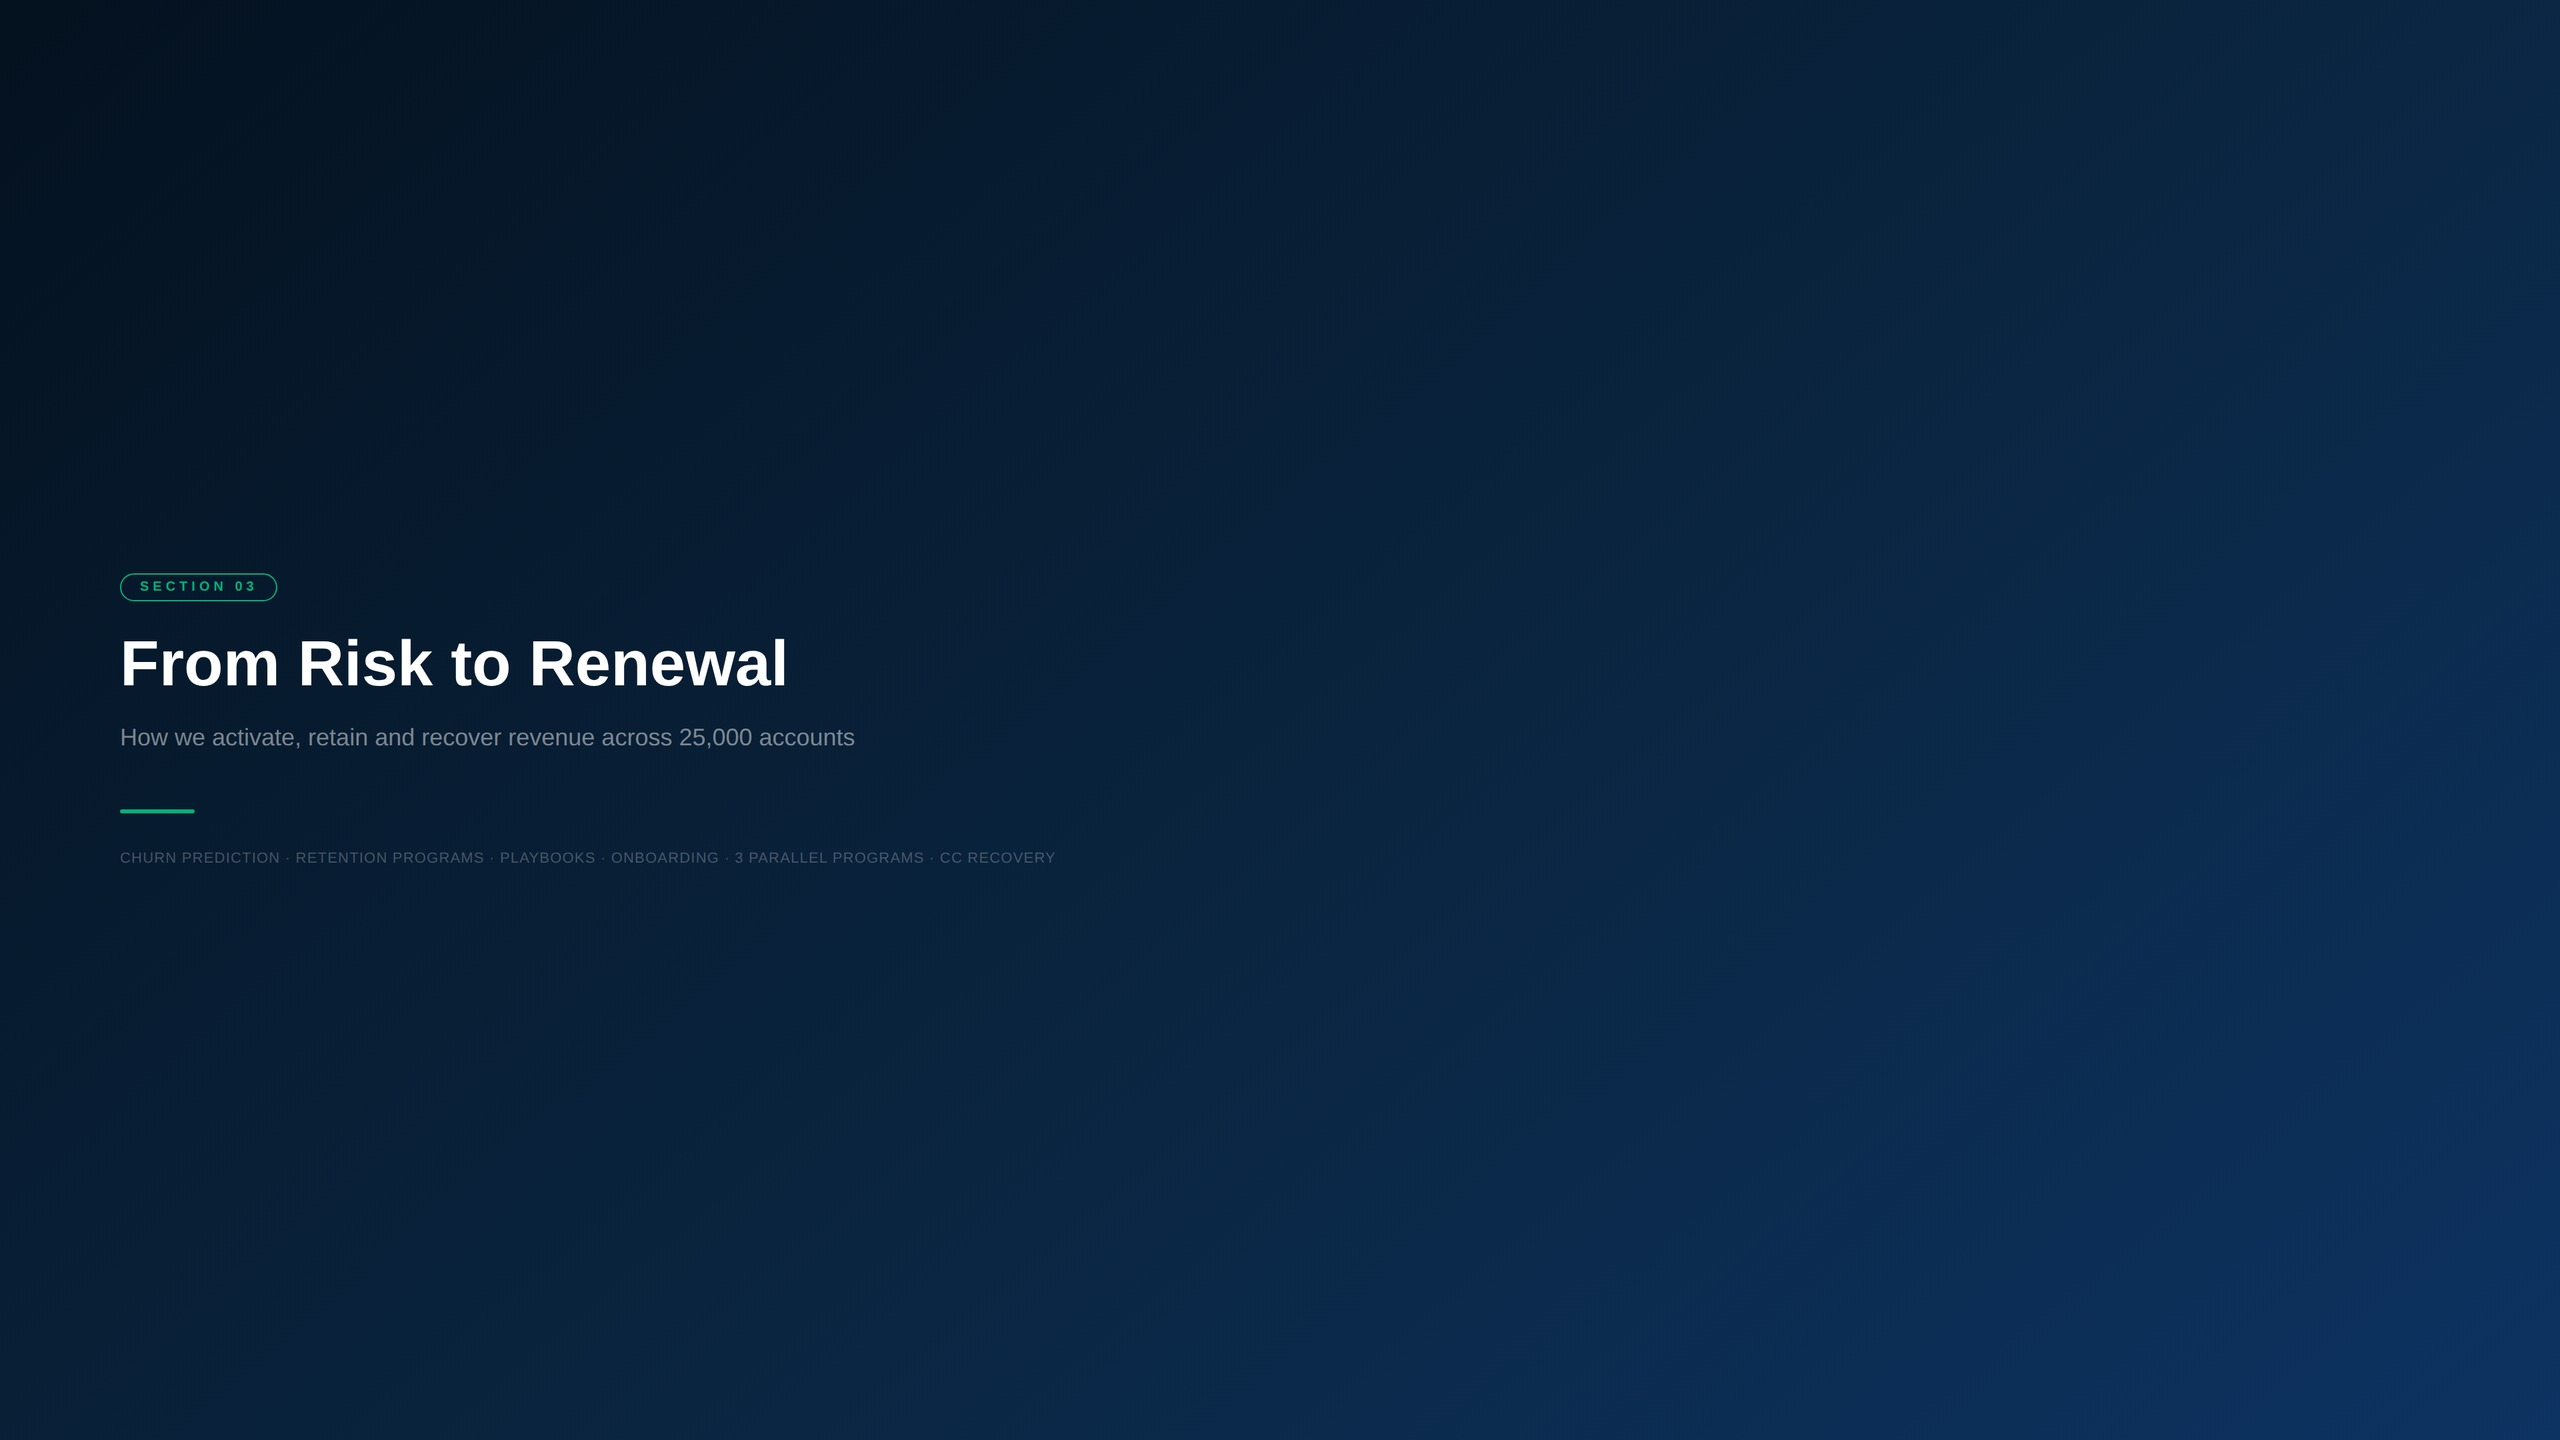 SECTION 03
From Risk to Renewal
How we activate, retain and recover revenue across 25,000 accounts
CHURN PREDICTION · RETENTION PROGRAMS · PLAYBOOKS · ONBOARDING · 3 PARALLEL PROGRAMS · CC RECOVERY